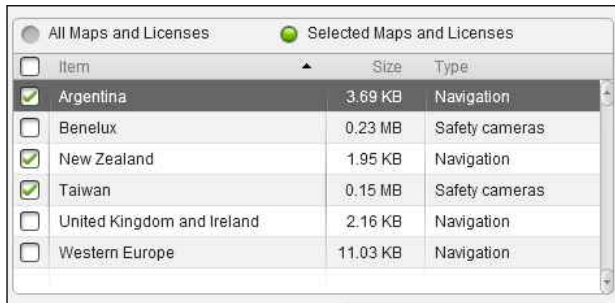 All Maps and Licenses Selected Maps and Licenses
Item Size Type
Argentina 3.69 KB Navigation
Benelux 0.23 MB Safety cameras
New Zealand 1.95 KB Navigation
Taiwan 0.15 MB Safety cameras
United Kingdom and Ireland 2.16 KB Navigation
Western Europe 11.03 KB Navigation